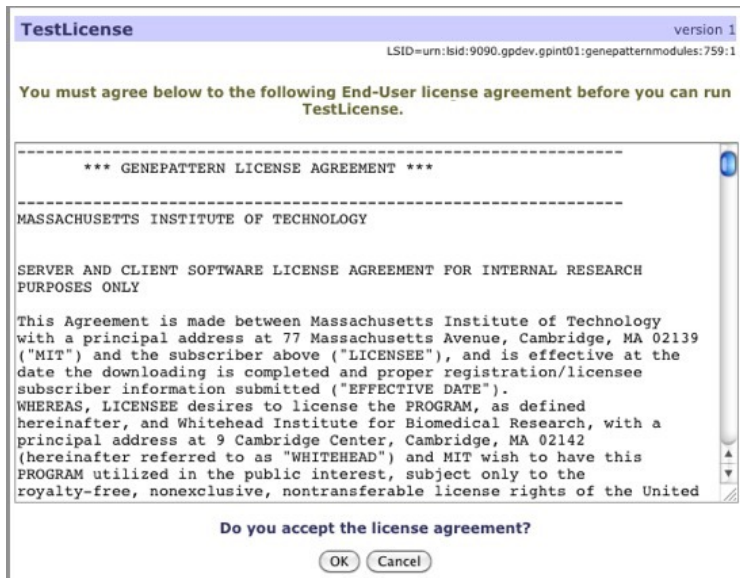 TestLicense version 1
LSID=urn:lsid:9090.gpdev.gpint01:genepatternmodules:759:1
You must agree below to the following End-User license agreement before you can run
TestLicense.
----------------------------------------------------------------
*** GENEPATTERN LICENSE AGREEMENT ***
----------------------------------------------------------------
MASSACHUSETTS INSTITUTE OF TECHNOLOGY
SERVER AND CLIENT SOFTWARE LICENSE AGREEMENT FOR INTERNAL RESEARCH
PURPOSES ONLY
This Agreement is made between Massachusetts Institute of Technology
with a principal address at 77 Massachusetts Avenue, Cambridge, MA 02139
("MIT") and the subscriber above ("LICENSEE"), and is effective at the
date the downloading is completed and proper registration/licensee
subscriber information submitted ("EFFECTIVE DATE").
WHEREAS, LICENSEE desires to license the PROGRAM, as defined
hereinafter, and Whitehead Institute for Biomedical Research, with a
principal address at 9 Cambridge Center, Cambridge, MA 02142
(hereinafter referred to as "WHITEHEAD") and MIT wish to have this
PROGRAM utilized in the public interest, subject only to the
royalty-free, nonexclusive, nontransferable license rights of the United
Do you accept the license agreement?
OK Cancel